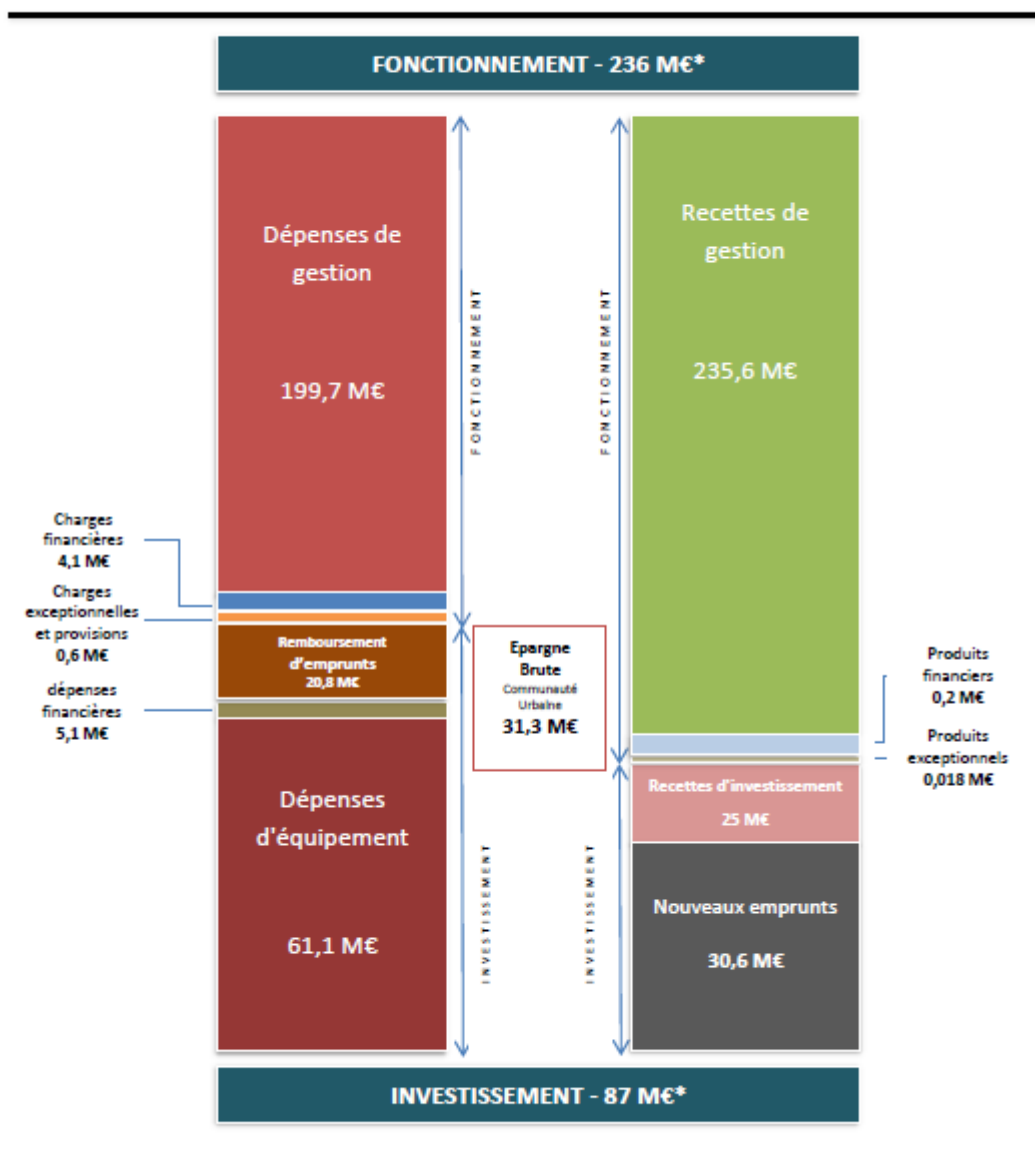 FONCTIONNEMENT - 236 M€*
Dépenses de
gestion
199,7 M€
FONCTIONNEMENT
FONCTIONNEMENT
Recettes de
gestion
235,6 M€
Charges
financières
4,1 M€
Charges
exceptionnelles
et provisions
0,6 M€
dépenses
financières
5,1 M€
Remboursement
d'emprunts
20,8 M€
Epargne
Brute
Communauté
Urbaine
31,3 M€
Produits
financiers
0,2 M€
Produits
exceptionnels
0,018 M€
Dépenses
d'équipement
61,1 M€
INVESTISSEMENT
INVESTISSEMENT
Recettes d'investissement
25 M€
Nouveaux emprunts
30,6 M€
INVESTISSEMENT - 87 M€*